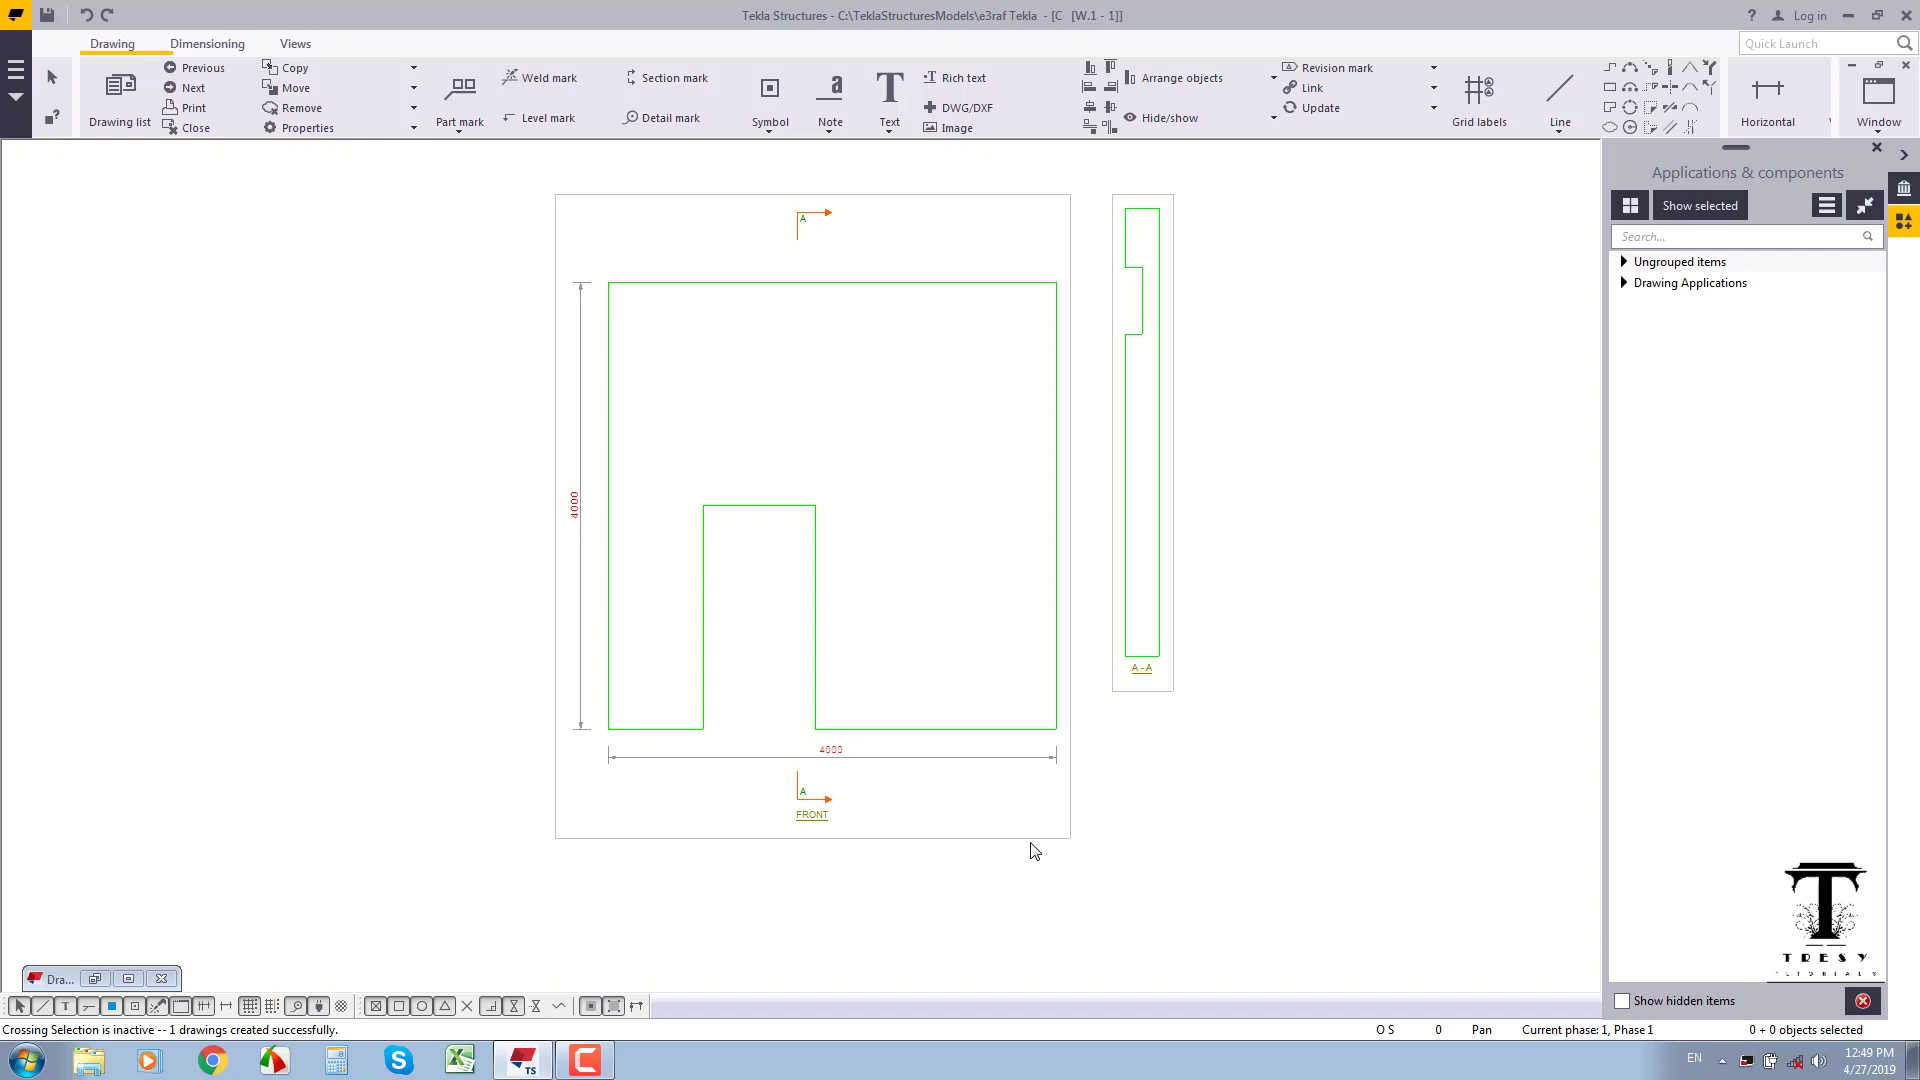 Tekla Structures - C:\TeklaStructuresModels\e3raf Tekla - [C [W.1 - 1]]
? Log in
Drawing Dimensioning Views
Quick Launch
Drawing list
Previous
Next
Print
Close
Copy
Move
Remove
Properties
Part mark
Weld mark
Level mark
Section mark
Detail mark
Symbol
Note
a
Text
T
Rich text
DWG/DXF
Image
Arrange objects
Hide/show
Revision mark
Link
Update
Grid labels
Line
Horizontal
Window
Applications & components
Show selected
Search...
Ungrouped items
Drawing Applications
A
4000
4000
A
FRONT
A - A
TRESY
TUTORIALS
Dra...
Show hidden items
Crossing Selection is inactive -- 1 drawings created successfully.
O S 0 Pan Current phase: 1, Phase 1 0 + 0 objects selected
TS
EN
12:49 PM
4/27/2019